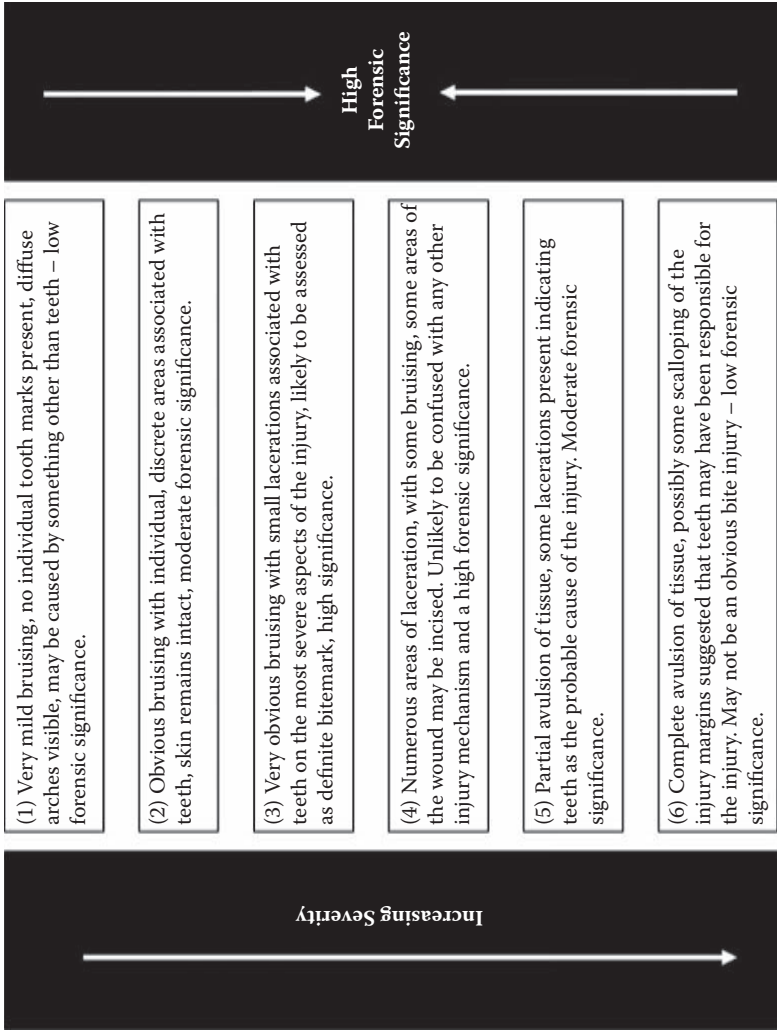 Increasing Severity
(1) Very mild bruising, no individual tooth marks present, diffuse
arches visible, may be caused by something other than teeth – low
forensic significance.
(2) Obvious bruising with individual, discrete areas associated with
teeth, skin remains intact, moderate forensic significance.
(3) Very obvious bruising with small lacerations associated with
teeth on the most severe aspects of the injury, likely to be assessed
as definite bitemark, high significance.
(4) Numerous areas of laceration, with some bruising, some areas of
the wound may be incised. Unlikely to be confused with any other
injury mechanism and a high forensic significance.
(5) Partial avulsion of tissue, some lacerations present indicating
teeth as the probable cause of the injury. Moderate forensic
significance.
(6) Complete avulsion of tissue, possibly some scalloping of the
injury margins suggested that teeth may have been responsible for
the injury. May not be an obvious bite injury – low forensic
significance.
High
Forensic
Significance